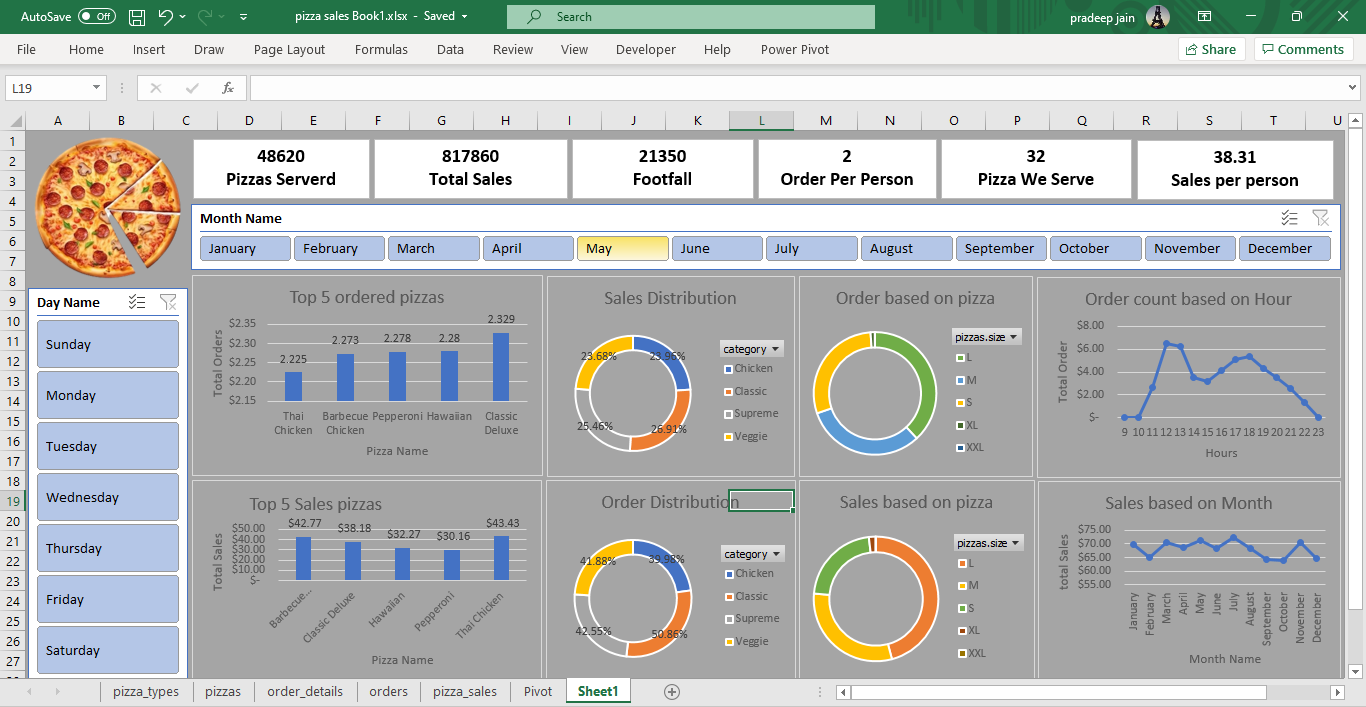 AutoSave Off pizza sales Book1.xlsx - Saved Search pradeep jain
File Home Insert Draw Page Layout Formulas Data Review View Developer Help Power Pivot Share Comments
L19 fx
A B C D E F G H I J K L M N O P Q R S T U
1
2
3
4
5
6
7
8
9
10
11
12
13
14
15
16
17
18
19
20
21
22
23
24
25
26
27
48620
Pizzas Serverd
817860
Total Sales
21350
Footfall
2
Order Per Person
32
Pizza We Serve
38.31
Sales per person
Month Name
January February March April May June July August September October November December
Day Name
Sunday
Monday
Tuesday
Wednesday
Thursday
Friday
Saturday
Top 5 ordered pizzas
Total Orders
$2.35
$2.30
$2.25
$2.20
$2.15
2.225 2.273 2.278 2.28 2.329
Thai Chicken Barbecue Chicken Pepperoni Hawaiian Classic Deluxe
Pizza Name
Sales Distribution
23.68% 23.96%
25.46% 26.91%
category
Chicken
Classic
Supreme
Veggie
Order based on pizza
pizzas.size
L
M
S
XL
XXL
Order count based on Hour
Total Order
$8.00
$6.00
$4.00
$2.00
$-
9 10 11 12 13 14 15 16 17 18 19 20 21 22 23
Hours
Top 5 Sales pizzas
Total Sales
$50.00
$40.00
$30.00
$20.00
$10.00
$-
$42.77 $38.18 $32.27 $30.16 $43.43
Barbecue... Classic Deluxe Hawaiian Pepperoni Thai Chicken
Pizza Name
Order Distribution
41.88% 39.98%
42.55% 50.86%
category
Chicken
Classic
Supreme
Veggie
Sales based on pizza
pizzas.size
L
M
S
XL
XXL
Sales based on Month
total Sales
$75.00
$70.00
$65.00
$60.00
$55.00
January February March April May June July August September October November December
Month Name
pizza_types pizzas order_details orders pizza_sales Pivot Sheet1